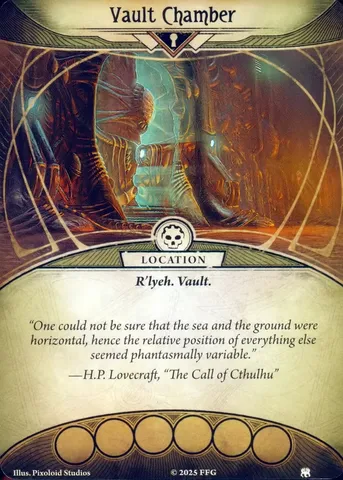 Vault Chamber
LOCATION
R'lyeh. Vault.
“One could not be sure that the sea and the ground were
horizontal, hence the relative position of everything else
seemed phantasmally variable.”
—H.P. Lovecraft, “The Call of Cthulhu”
Illus. Pixoloid Studios
© 2025 FFG